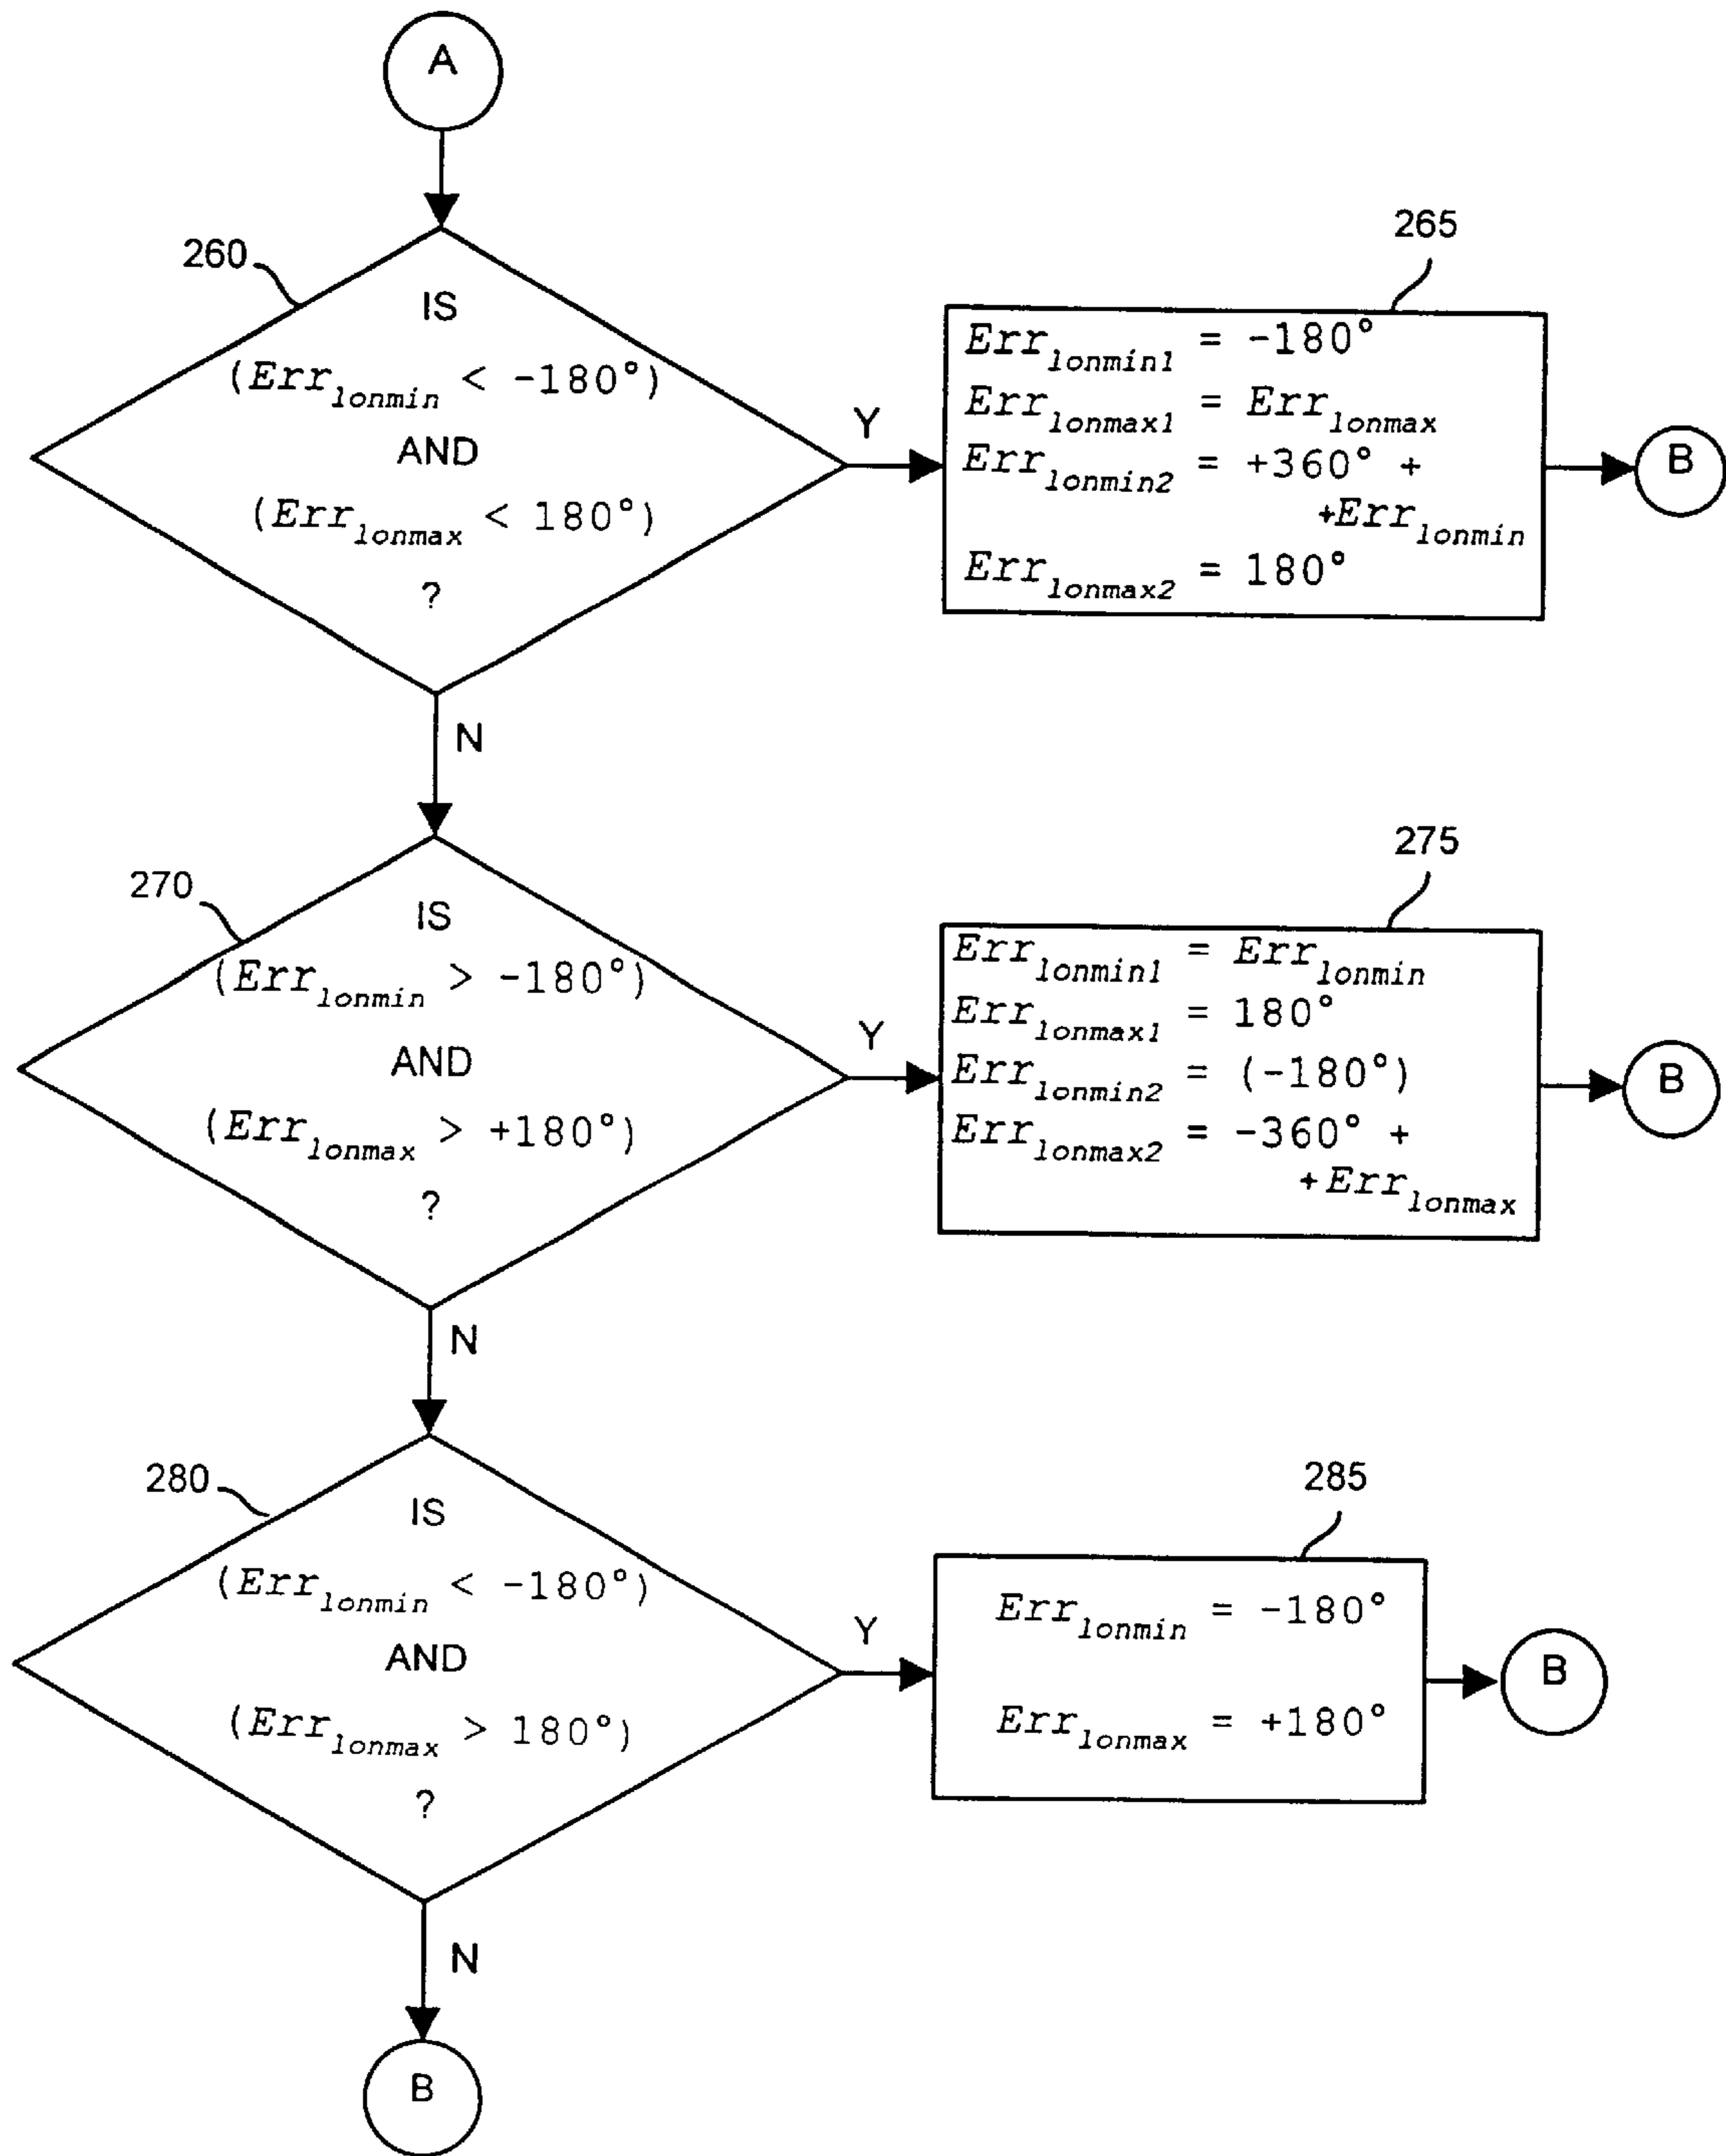 A
260
IS
(Err_lonmin < -180°)
AND
(Err_lonmax < 180°)
?
Y
N
265
Err_lonmin1 = -180°
Err_lonmax1 = Err_lonmax
Err_lonmin2 = +360° +
+Err_lonmin
Err_lonmax2 = 180°
B
270
IS
(Err_lonmin > -180°)
AND
(Err_lonmax > +180°)
?
Y
N
275
Err_lonmin1 = Err_lonmin
Err_lonmax1 = 180°
Err_lonmin2 = (-180°)
Err_lonmax2 = -360° +
+Err_lonmax
B
280
IS
(Err_lonmin < -180°)
AND
(Err_lonmax > 180°)
?
Y
N
285
Err_lonmin = -180°
Err_lonmax = +180°
B
B